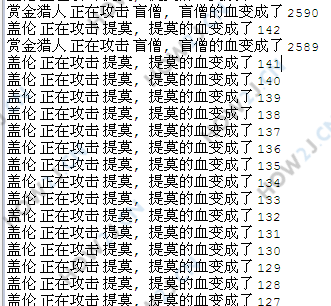 赏金猎人 正在攻击 盲僧, 盲僧的血变成了 2590
盖伦 正在攻击 提莫, 提莫的血变成了 142
赏金猎人 正在攻击 盲僧, 盲僧的血变成了 2589
盖伦 正在攻击 提莫, 提莫的血变成了 141
盖伦 正在攻击 提莫, 提莫的血变成了 140
盖伦 正在攻击 提莫, 提莫的血变成了 139
盖伦 正在攻击 提莫, 提莫的血变成了 138
盖伦 正在攻击 提莫, 提莫的血变成了 137
盖伦 正在攻击 提莫, 提莫的血变成了 136
盖伦 正在攻击 提莫, 提莫的血变成了 135
盖伦 正在攻击 提莫, 提莫的血变成了 134
盖伦 正在攻击 提莫, 提莫的血变成了 133
盖伦 正在攻击 提莫, 提莫的血变成了 132
盖伦 正在攻击 提莫, 提莫的血变成了 131
盖伦 正在攻击 提莫, 提莫的血变成了 130
盖伦 正在攻击 提莫, 提莫的血变成了 129
盖伦 正在攻击 提莫, 提莫的血变成了 128
盖伦 正在攻击 提莫, 提莫的血变成了 127
HOW2J.CN